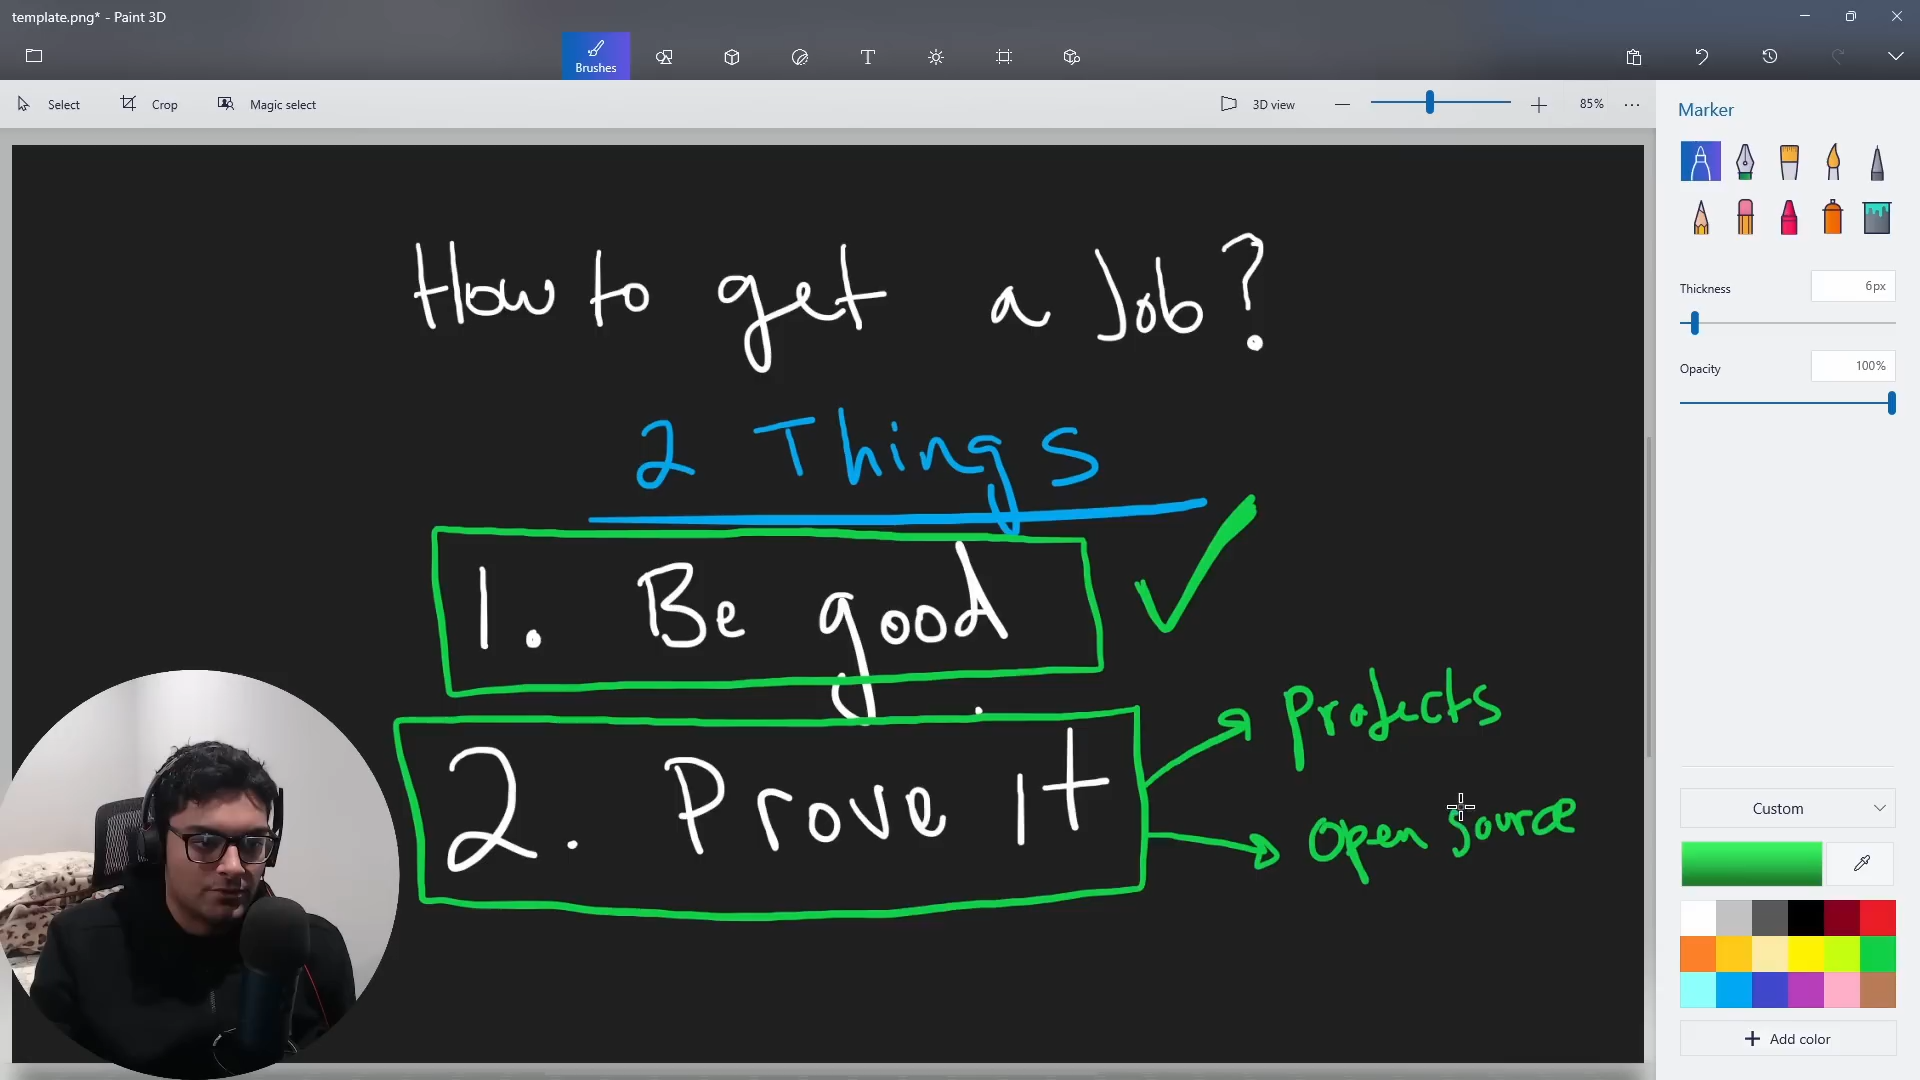 template.png* - Paint 3D
Brushes
Select
Crop
Magic select
3D view
85%
Marker
Thickness
6px
Opacity
100%
How to get a Job?
2 Things
1. Be good
2. Prove it
Projects
Open Source
Custom
Add color